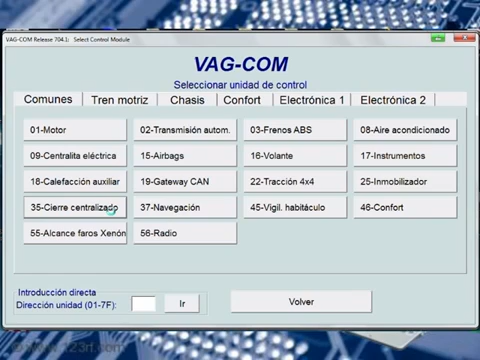 VAG-COM Release 704.1: Select Control Module
VAG-COM
Seleccionar unidad de control
Comunes Tren motriz Chasis Confort Electrónica 1 Electrónica 2
01-Motor 02-Transmisión autom. 03-Frenos ABS 08-Aire acondicionado
09-Centralita eléctrica 15-Airbags 16-Volante 17-Instrumentos
18-Calefacción auxiliar 19-Gateway CAN 22-Tracción 4x4 25-Inmobilizador
35-Cierre centralizado 37-Navegación 45-Vigil. habitáculo 46-Confort
55-Alcance faros Xenón 56-Radio
Introducción directa
Dirección unidad (01-7F): Ir Volver
www.123rf.com